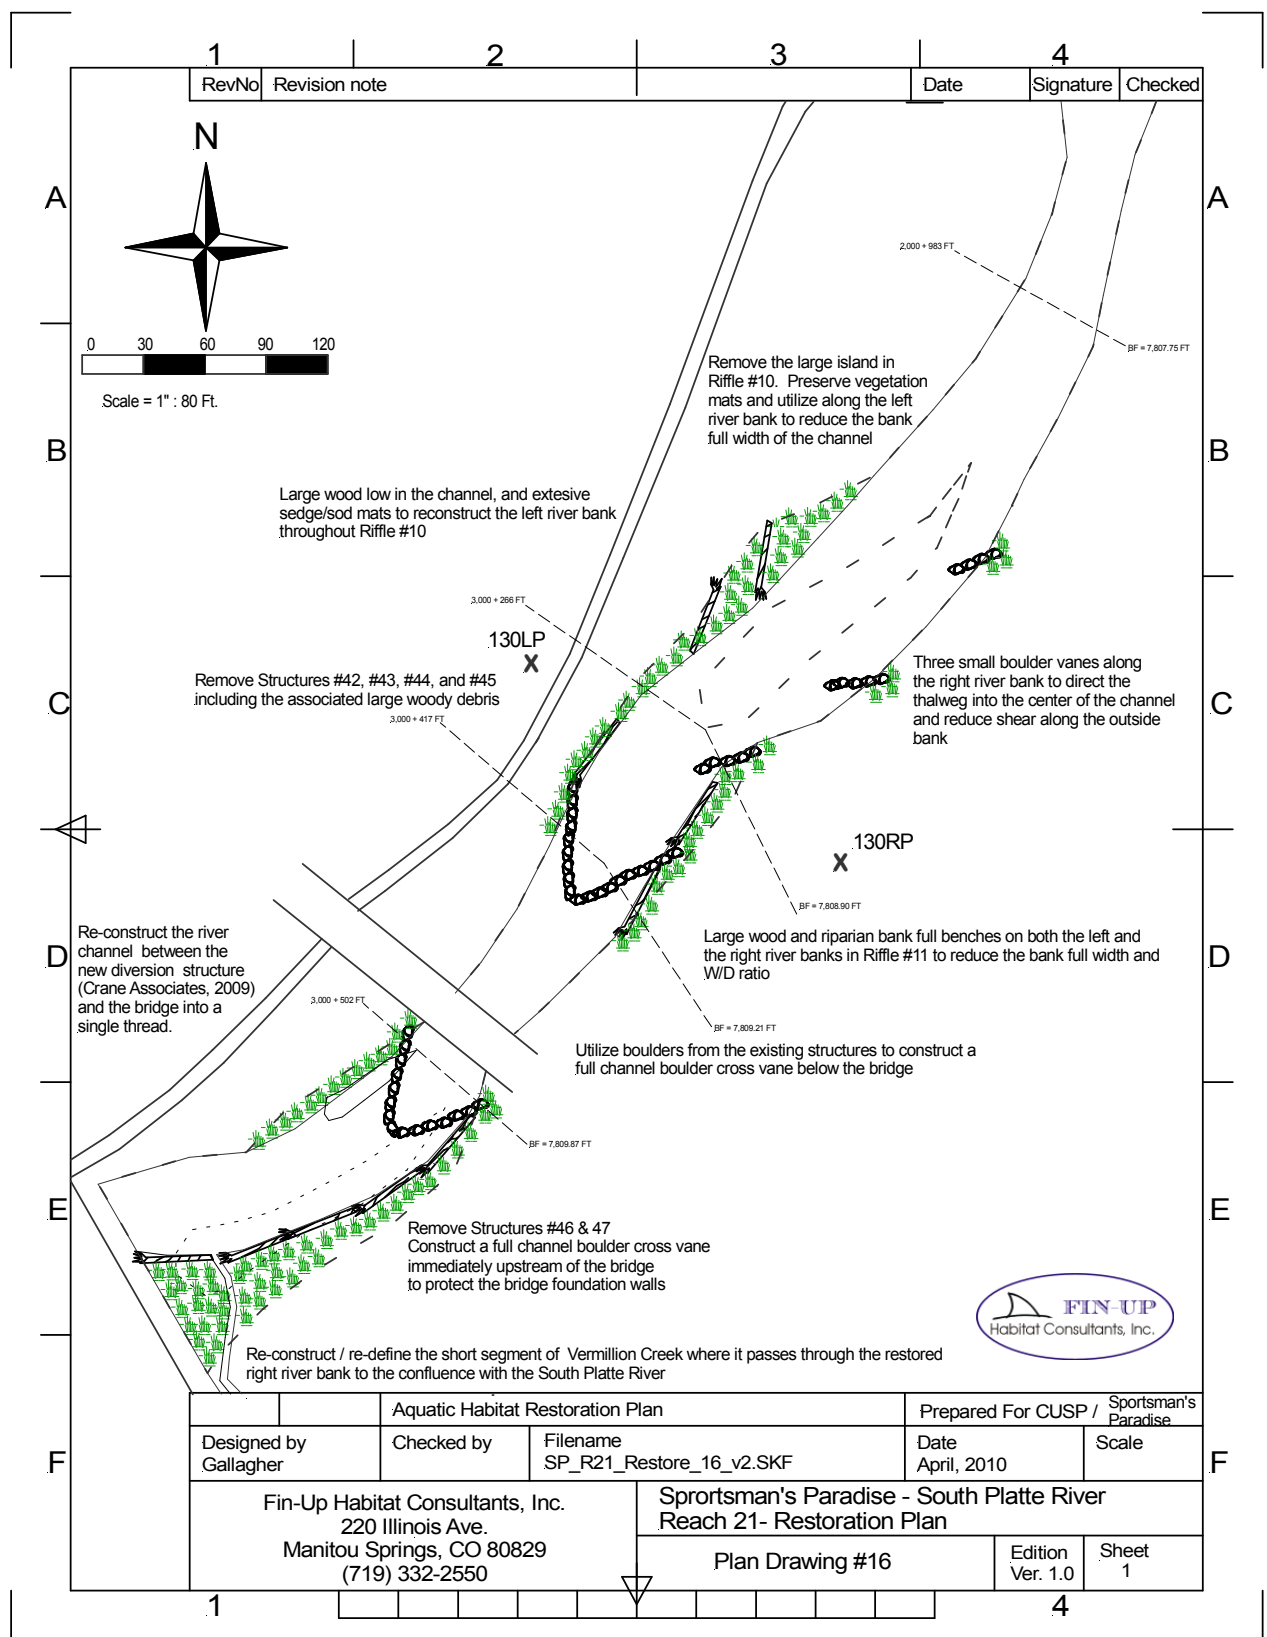 1
2
3
4
RevNo
Revision note
Date
Signature
Checked
N
A
A
2,000 + 983 FT
0 30 60 90 120
BF = 7,807.75 FT
Scale = 1" : 80 Ft.
Remove the large island in
Riffle #10. Preserve vegetation
mats and utilize along the left
river bank to reduce the bank
full width of the channel
B
B
Large wood low in the channel, and extesive
sedge/sod mats to reconstruct the left river bank
throughout Riffle #10
3,000 + 266 FT
130LP
X
Remove Structures #42, #43, #44, and #45
including the associated large woody debris
3,000 + 417 FT
Three small boulder vanes along
the right river bank to direct the
thalweg into the center of the channel
and reduce shear along the outside
bank
C
C
130RP
X
BF = 7,808.90 FT
Re-construct the river
channel between the
new diversion structure
(Crane Associates, 2009)
and the bridge into a
single thread.
Large wood and riparian bank full benches on both the left and
the right river banks in Riffle #11 to reduce the bank full width and
W/D ratio
D
D
3,000 + 502 FT
BF = 7,809.21 FT
Utilize boulders from the existing structures to construct a
full channel boulder cross vane below the bridge
BF = 7,809.87 FT
E
E
Remove Structures #46 & 47
Construct a full channel boulder cross vane
immediately upstream of the bridge
to protect the bridge foundation walls
FIN-UP
Habitat Consultants, Inc.
Re-construct / re-define the short segment of Vermillion Creek where it passes through the restored
right river bank to the confluence with the South Platte River
Aquatic Habitat Restoration Plan
Prepared For CUSP /
Sportsman's
Paradise
F
F
Designed by
Gallagher
Checked by
Filename
SP_R21_Restore_16_v2.SKF
Date
April, 2010
Scale
Fin-Up Habitat Consultants, Inc.
220 Illinois Ave.
Manitou Springs, CO 80829
(719) 332-2550
Sprortsman's Paradise - South Platte River
Reach 21- Restoration Plan
Plan Drawing #16
Edition
Ver. 1.0
Sheet
1
1
4